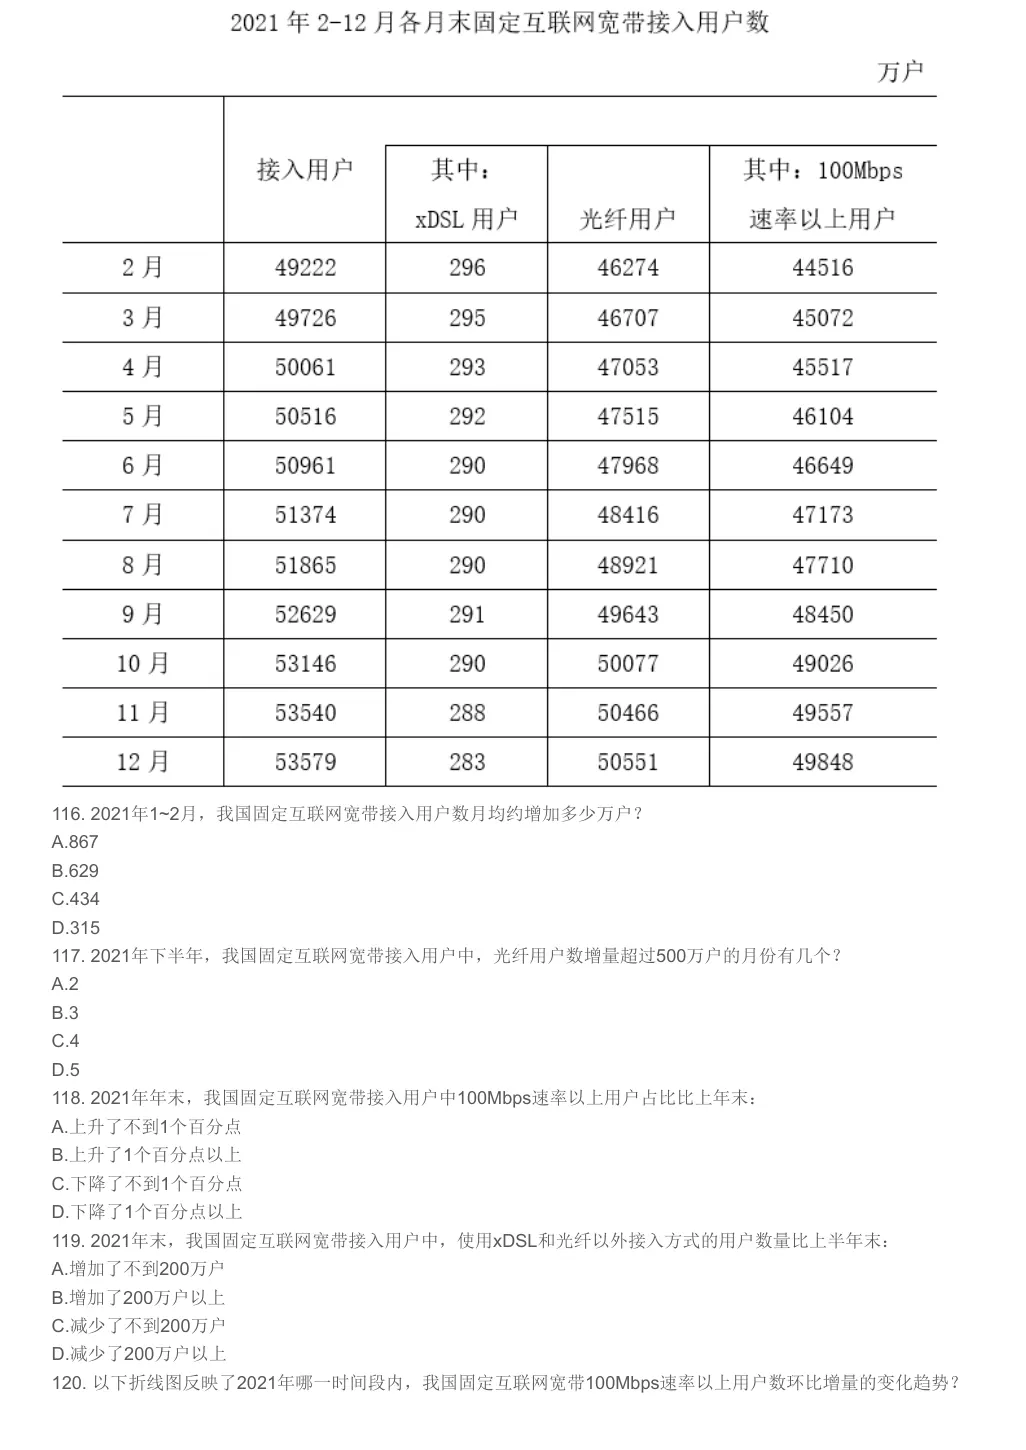 2021 年 2-12 月各月末固定互联网宽带接入用户数
万户
接入用户 其中: xDSL 用户 光纤用户 其中: 100Mbps 速率以上用户
2 月 49222 296 46274 44516
3 月 49726 295 46707 45072
4 月 50061 293 47053 45517
5 月 50516 292 47515 46104
6 月 50961 290 47968 46649
7 月 51374 290 48416 47173
8 月 51865 290 48921 47710
9 月 52629 291 49643 48450
10 月 53146 290 50077 49026
11 月 53540 288 50466 49557
12 月 53579 283 50551 49848
116. 2021年1~2月，我国固定互联网宽带接入用户数月均约增加多少万户？
A.867
B.629
C.434
D.315
117. 2021年下半年，我国固定互联网宽带接入用户中，光纤用户数增量超过500万户的月份有几个？
A.2
B.3
C.4
D.5
118. 2021年年末，我国固定互联网宽带接入用户中100Mbps速率以上用户占比比上年末：
A.上升了不到1个百分点
B.上升了1个百分点以上
C.下降了不到1个百分点
D.下降了1个百分点以上
119. 2021年末，我国固定互联网宽带接入用户中，使用xDSL和光纤以外接入方式的用户数量比上半年末：
A.增加了不到200万户
B.增加了200万户以上
C.减少了不到200万户
D.减少了200万户以上
120. 以下折线图反映了2021年哪一时间段内，我国固定互联网宽带100Mbps速率以上用户数环比增量的变化趋势？